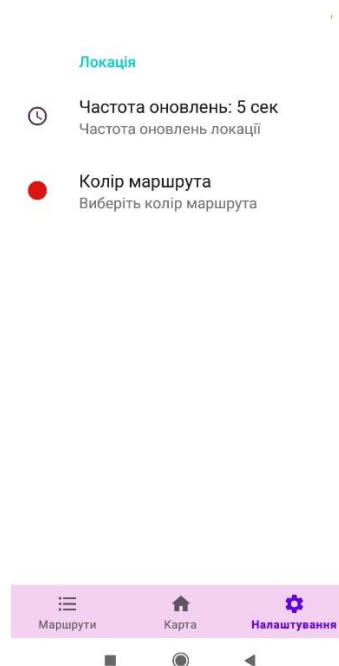 Локація
Частота оновлень: 5 сек
Частота оновлень локації
Колір маршрута
Виберіть колір маршрута
Маршрути Карта Налаштування